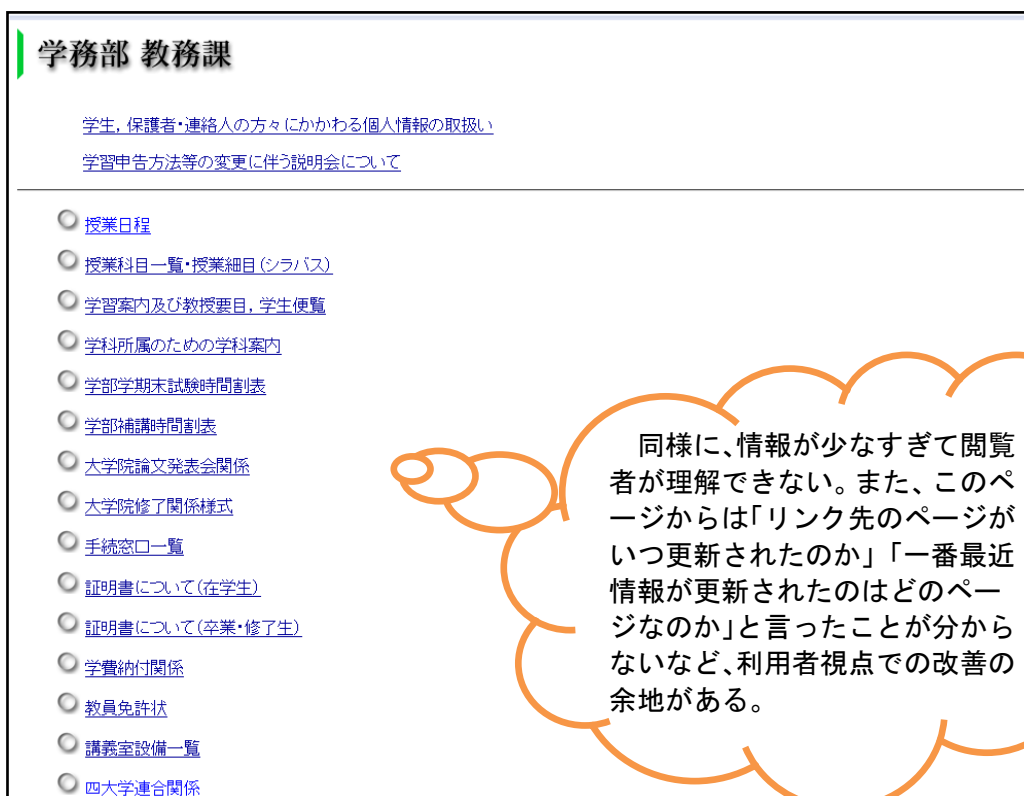 学務部 教務課
学生，保護者・連絡人の方々にかかわる個人情報の取扱い
学習申告方法等の変更に伴う説明会について
授業日程
授業科目一覧・授業細目（シラバス）
学習案内及び教授要目，学生便覧
学科所属のための学科案内
学部学期末試験時間割表
学部補講時間割表
大学院論文発表会関係
大学院修了関係様式
手続窓口一覧
証明書について（在学生）
証明書について（卒業・修了生）
学費納付関係
教員免許状
講義室設備一覧
四大学連合関係
同様に、情報が少なすぎて閲覧
者が理解できない。また、このペ
ージからは「リンク先のページが
いつ更新されたのか」「一番最近
情報が更新されたのはどのペー
ジなのか」と言ったことが分から
ないなど、利用者視点での改善の
余地がある。